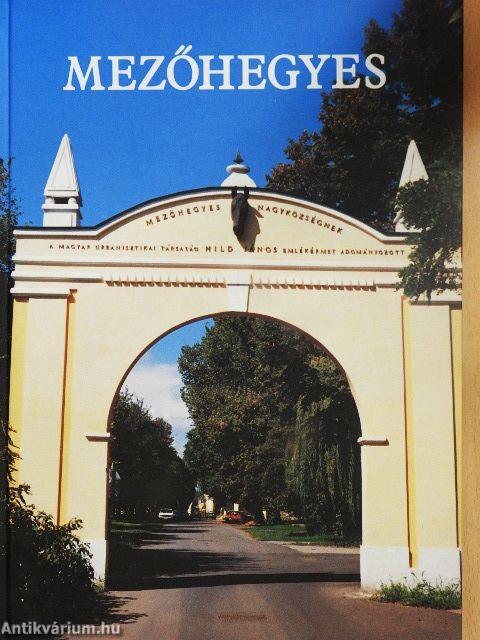 MEZŐHEGYES
MEZŐHEGYES NAGYKÖZSÉGNEK
A MAGYAR URBANISZTIKAI TÁRSASÁG HILD JÁNOS EMLÉKÉRMET ADOMÁNYOZOTT
Antikvárium.hu